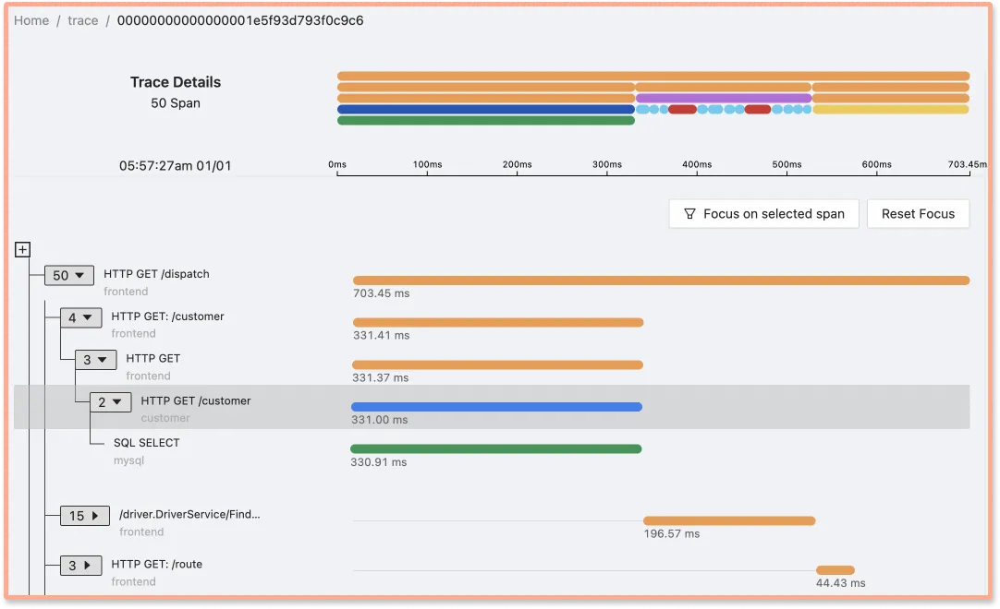 Home / trace / 00000000000000001e5f93d793f0c9c6
Trace Details
50 Span
05:57:27am 01/01
0ms 100ms 200ms 300ms 400ms 500ms 600ms 703.45m
Focus on selected span Reset Focus
50 HTTP GET /dispatch
frontend
703.45 ms
4 HTTP GET: /customer
frontend
331.41 ms
3 HTTP GET
frontend
331.37 ms
2 HTTP GET /customer
customer
331.00 ms
SQL SELECT
mysql
330.91 ms
15 /driver.DriverService/Find...
frontend
196.57 ms
3 HTTP GET: /route
frontend
44.43 ms